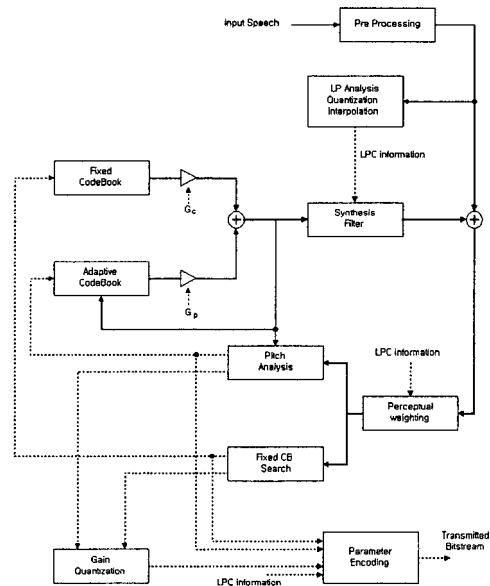 Input Speech
Pre Processing
LP Analysis
Quantization
Interpolation
LPC information
Fixed
CodeBook
Gc
Synthesis
Filter
Adaptive
CodeBook
Gp
Pitch
Analysis
LPC information
Perceptual
weighting
Fixed CB
Search
Gain
Quantization
Parameter
Encoding
Transmitted
Bitstream
LPC Information